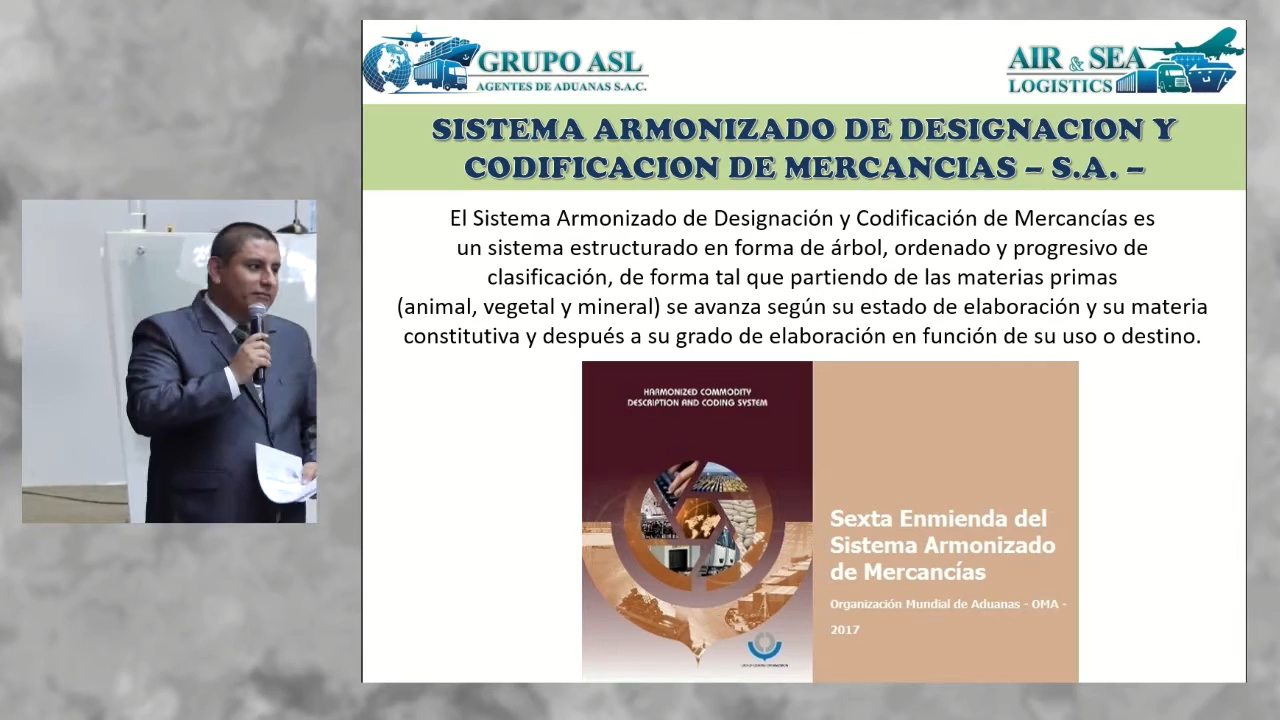 GRUPO ASL
AGENTES DE ADUANAS S.A.C.
AIR & SEA
LOGISTICS
SISTEMA ARMONIZADO DE DESIGNACION Y
CODIFICACION DE MERCANCIAS – S.A. –
El Sistema Armonizado de Designación y Codificación de Mercancías es
un sistema estructurado en forma de árbol, ordenado y progresivo de
clasificación, de forma tal que partiendo de las materias primas
(animal, vegetal y mineral) se avanza según su estado de elaboración y su materia
constitutiva y después a su grado de elaboración en función de su uso o destino.
HARMONIZED COMMODITY
DESCRIPTION AND CODING SYSTEM
Sexta Enmienda del
Sistema Armonizado
de Mercancías
Organización Mundial de Aduanas - OMA -
2017